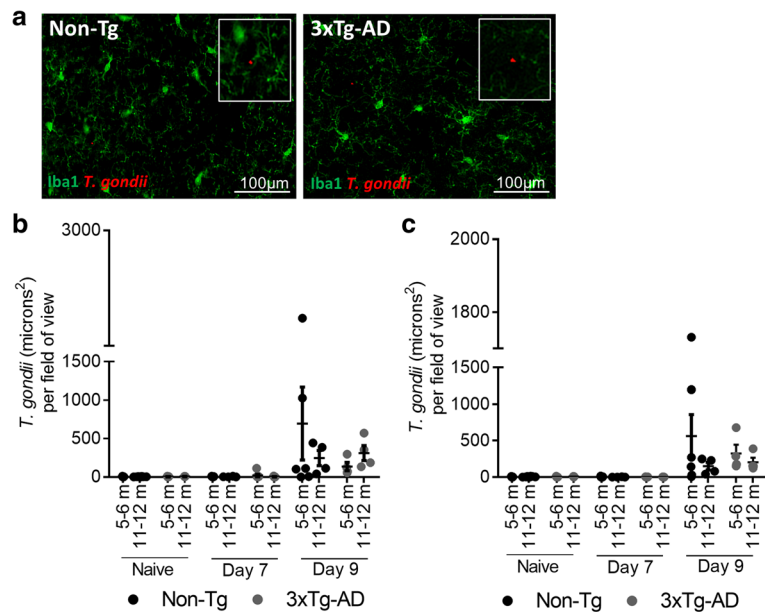 a
Non-Tg
3xTg-AD
Iba1 T. gondii
100μm
Iba1 T. gondii
100μm
b
T. gondii (microns²)
per field of view
3000
1500
1000
500
0
5-6 m
11-12 m
5-6 m
11-12 m
5-6 m
11-12 m
5-6 m
11-12 m
5-6 m
11-12 m
5-6 m
11-12 m
Naive
Day 7
Day 9
Non-Tg
3xTg-AD
c
T. gondii (microns²)
per field of view
2000
1800
1500
1000
500
0
5-6 m
11-12 m
5-6 m
11-12 m
5-6 m
11-12 m
5-6 m
11-12 m
5-6 m
11-12 m
5-6 m
11-12 m
Naive
Day 7
Day 9
Non-Tg
3xTg-AD